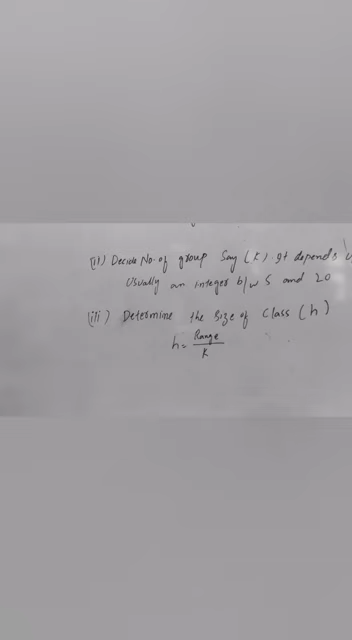 (ii) Decide No. of group Say (K). It depends
Usually an integer b/w 5 and 20
(iii) Determine the Size of Class (h)
h = Range
K